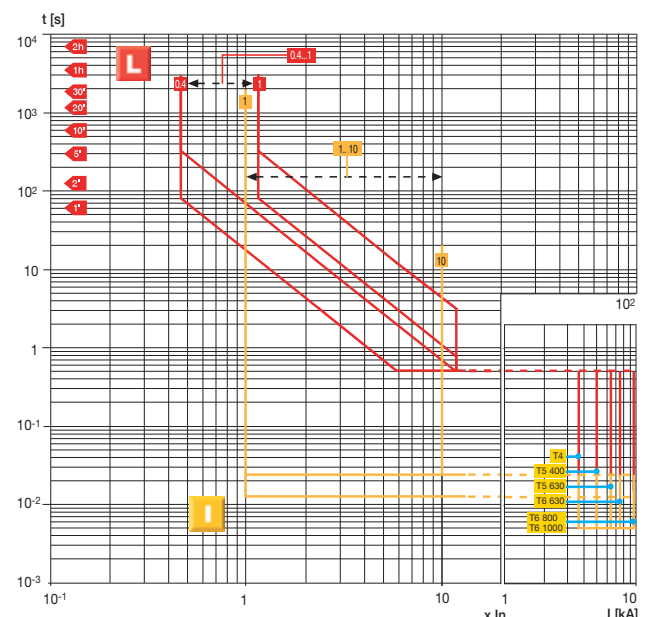 t [s]
10⁴
2h
L
0.4...1
1h
0.4
1
30'
1
20'
10³
10'
1...10
5'
2'
10²
1'
10
10
10²
1
10⁻¹
T4
T5 400
T5 630
10⁻²
I
T6 630
T6 800
T6 1000
10⁻³
10⁻¹
1
10
1
10
x In
I [kA]